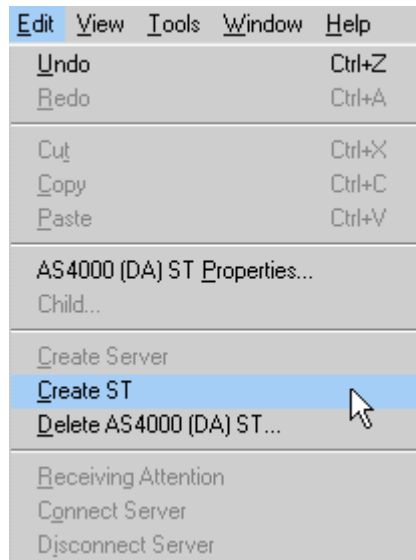 Edit View Tools Window Help
Undo Ctrl+Z
Redo Ctrl+A
Cut Ctrl+X
Copy Ctrl+C
Paste Ctrl+V
AS4000 (DA) ST Properties...
Child...
Create Server
Create ST
Delete AS4000 (DA) ST...
Receiving Attention
Connect Server
Disconnect Server